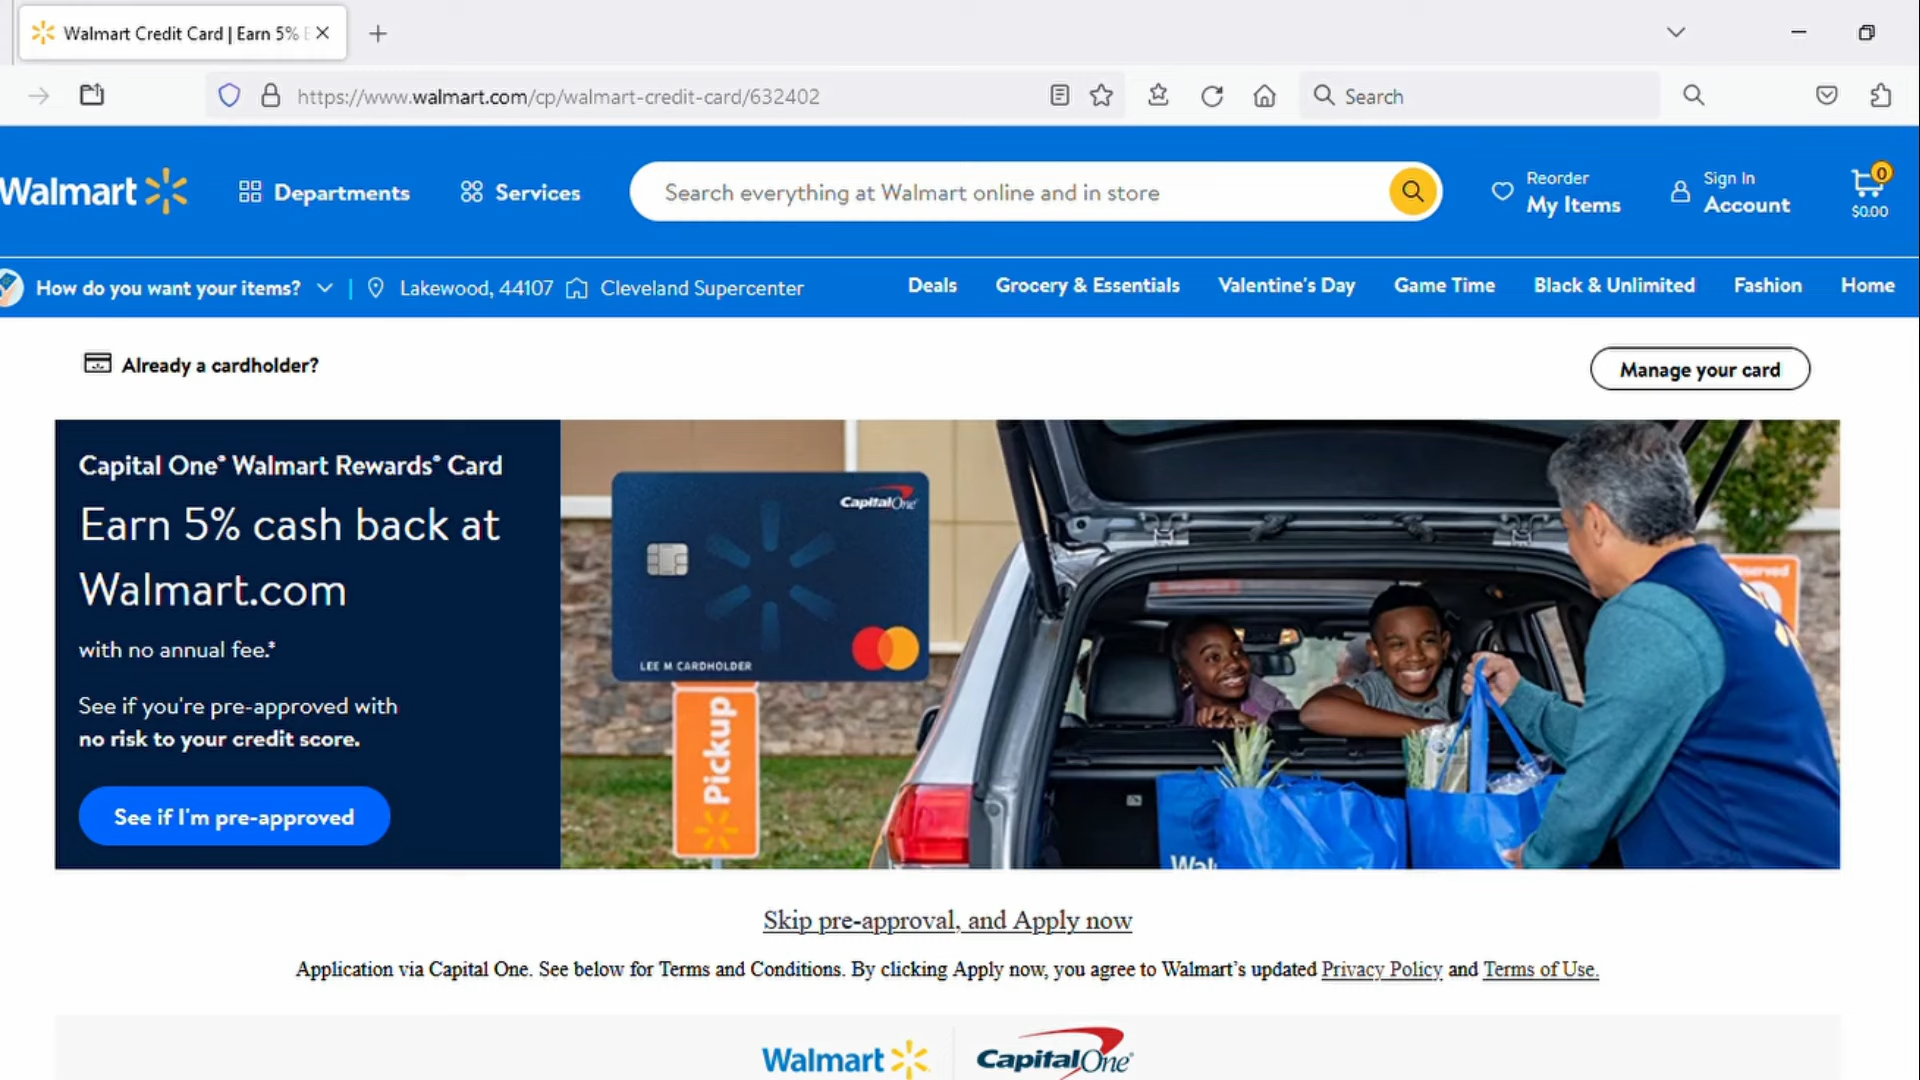 Walmart Credit Card | Earn 5%
https://www.walmart.com/cp/walmart-credit-card/632402
Search
Walmart
Departments
Services
Search everything at Walmart online and in store
Reorder
My Items
Sign In
Account
0
$0.00
How do you want your items?
Lakewood, 44107
Cleveland Supercenter
Deals
Grocery & Essentials
Valentine's Day
Game Time
Black & Unlimited
Fashion
Home
Already a cardholder?
Manage your card
Capital One® Walmart Rewards® Card
Earn 5% cash back at
Walmart.com
with no annual fee.*
See if you're pre-approved with
no risk to your credit score.
See if I'm pre-approved
Capital One
LEE M CARDHOLDER
Pickup
Reserved
Wal
Skip pre-approval, and Apply now
Application via Capital One. See below for Terms and Conditions. By clicking Apply now, you agree to Walmart's updated Privacy Policy and Terms of Use.
Walmart
Capital One